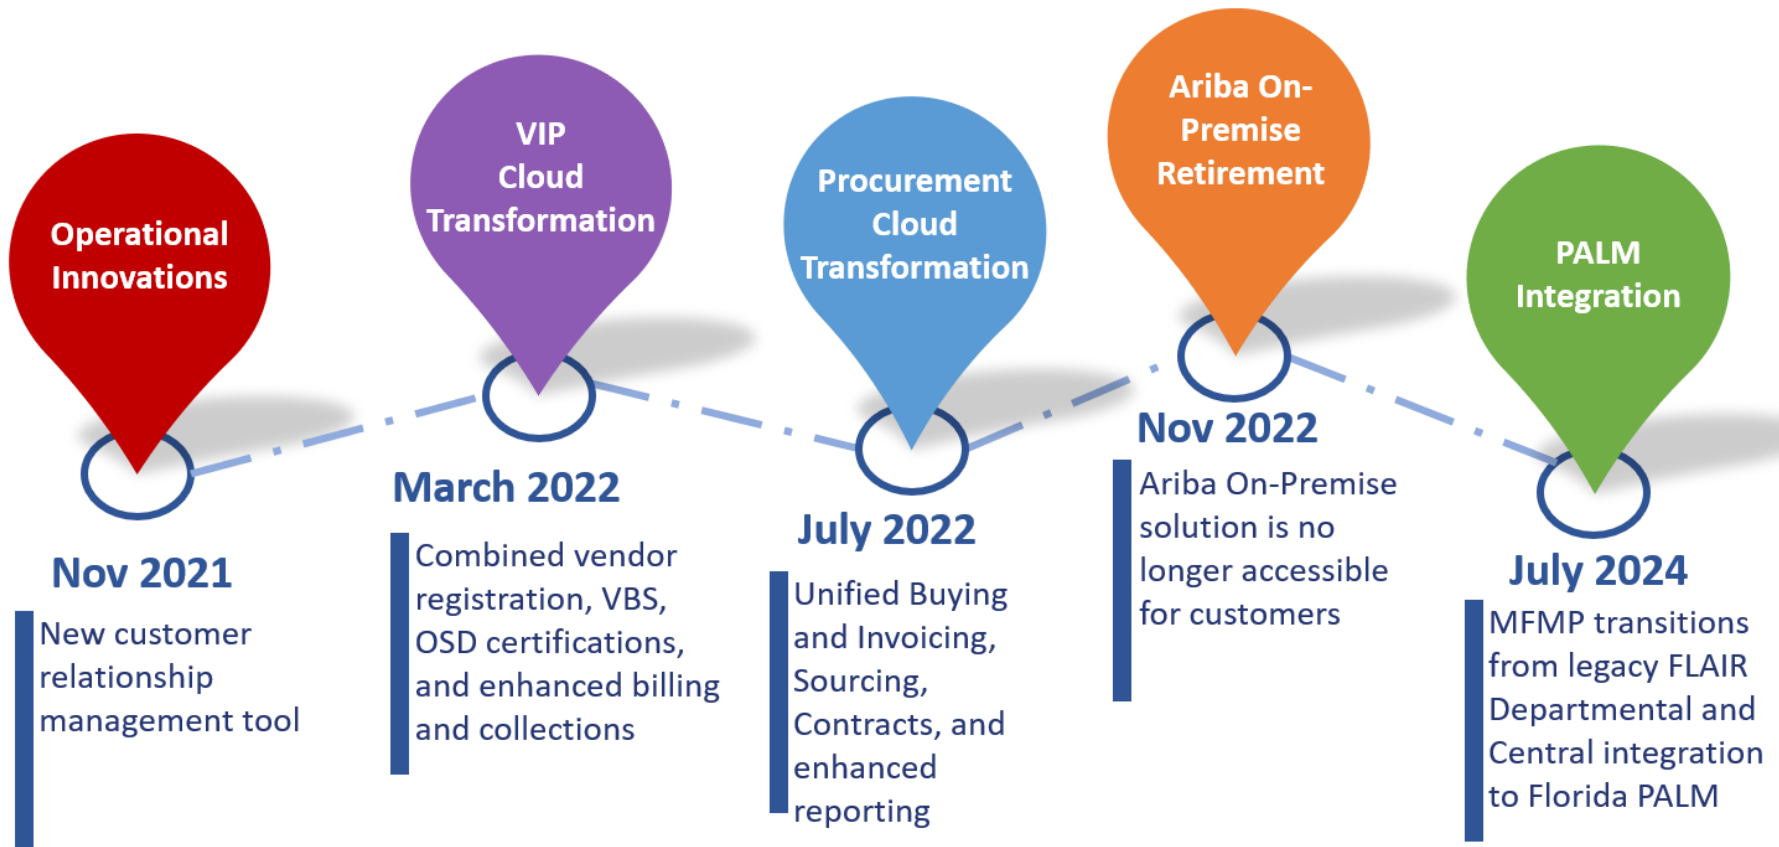 Operational
Innovations
Nov 2021
New customer
relationship
management tool
VIP
Cloud
Transformation
March 2022
Combined vendor
registration, VBS,
OSD certifications,
and enhanced billing
and collections
Procurement
Cloud
Transformation
July 2022
Unified Buying
and Invoicing,
Sourcing,
Contracts, and
enhanced
reporting
Ariba On-
Premise
Retirement
Nov 2022
Ariba On-Premise
solution is no
longer accessible
for customers
PALM
Integration
July 2024
MFMP transitions
from legacy FLAIR
Departmental and
Central integration
to Florida PALM